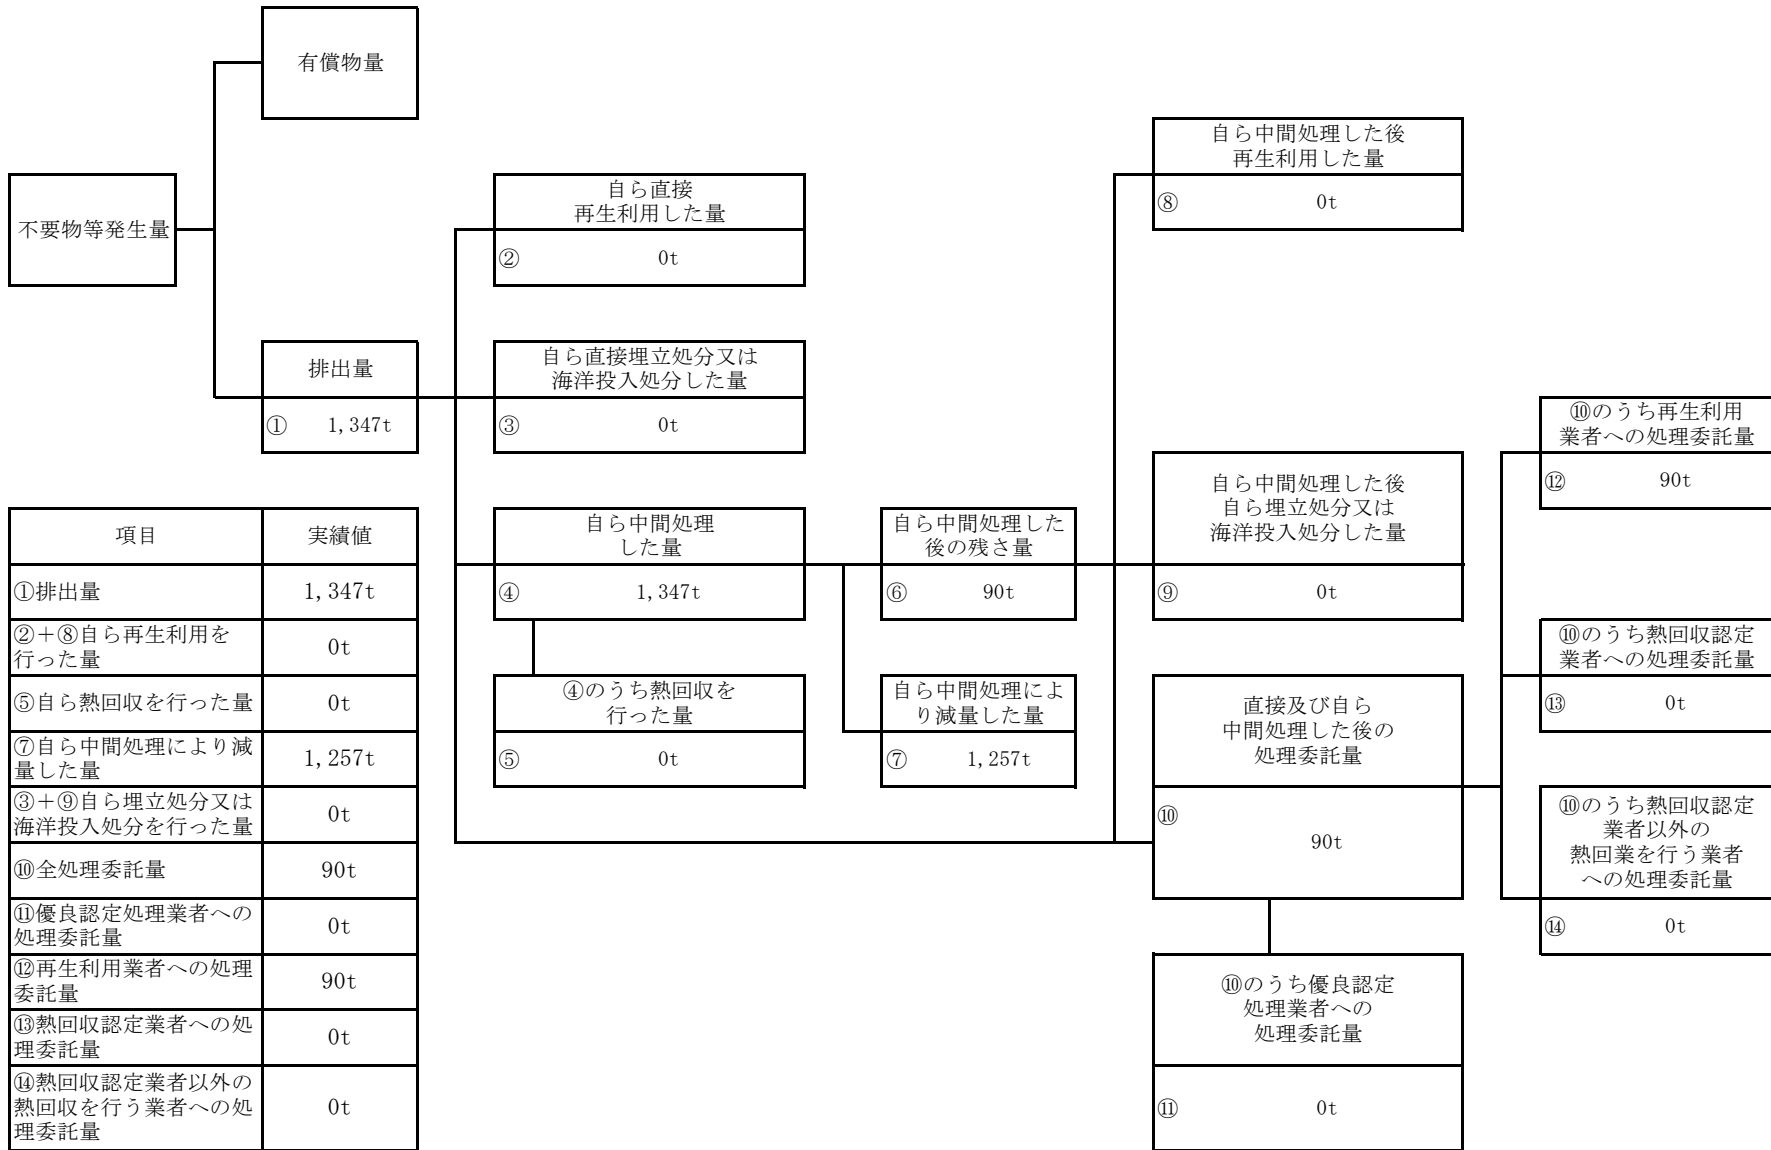 有償物量
不要物等発生量
排出量
① 1,347t
自ら直接
再生利用した量
② 0t
自ら直接埋立処分又は
海洋投入処分した量
③ 0t
自ら中間処理
した量
④ 1,347t
④のうち熱回収を
行った量
⑤ 0t
自ら中間処理した
後の残さ量
⑥ 90t
自ら中間処理によ
り減量した量
⑦ 1,257t
自ら中間処理した後
再生利用した量
⑧ 0t
自ら中間処理した後
自ら埋立処分又は
海洋投入処分した量
⑨ 0t
直接及び自ら
中間処理した後の
処理委託量
⑩
90t
⑩のうち優良認定
処理業者への
処理委託量
⑪ 0t
⑩のうち再生利用
業者への処理委託量
⑫ 90t
⑩のうち熱回収認定
業者への処理委託量
⑬ 0t
⑩のうち熱回収認定
業者以外の
熱回業を行う業者
への処理委託量
⑭ 0t
項目 実績値
①排出量 1,347t
②＋⑧自ら再生利用を
行った量 0t
⑤自ら熱回収を行った量 0t
⑦自ら中間処理により減
量した量 1,257t
③＋⑨自ら埋立処分又は
海洋投入処分を行った量 0t
⑩全処理委託量 90t
⑪優良認定処理業者への
処理委託量 0t
⑫再生利用業者への処理
委託量 90t
⑬熱回収認定業者への処
理委託量 0t
⑭熱回収認定業者以外の
熱回収を行う業者への処
理委託量 0t